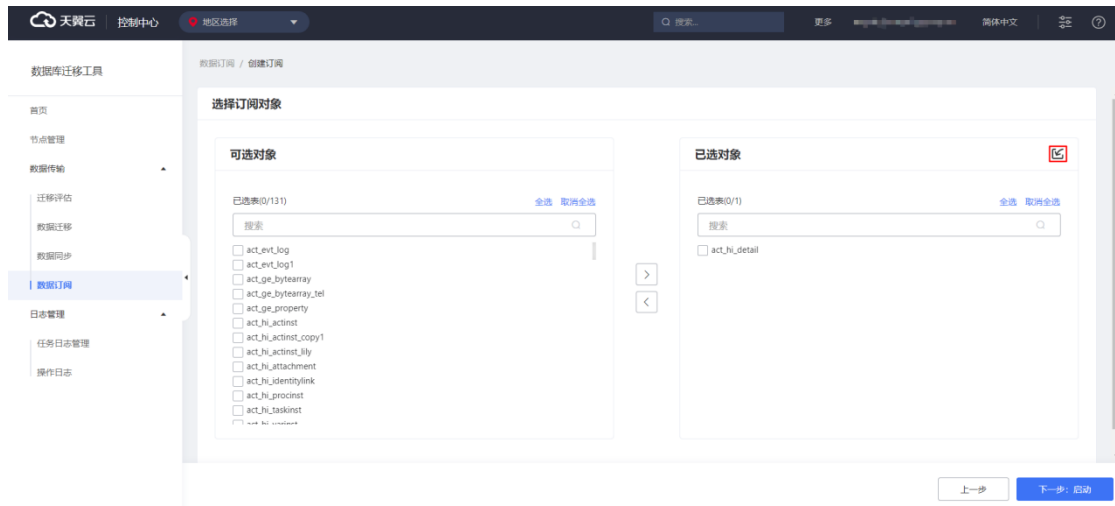 天翼云 控制中心 地区选择 搜索... 更多 简体中文
数据库迁移工具
首页
节点管理
数据传输
迁移评估
数据迁移
数据同步
数据订阅
日志管理
任务日志管理
操作日志
数据订阅 / 创建订阅
选择订阅对象
可选对象
已选表(0/131) 全选 取消全选
搜索
act_evt_log
act_evt_log1
act_ge_bytearray
act_ge_bytearray_tel
act_ge_property
act_hi_actinst
act_hi_actinst_copy1
act_hi_actinst_lily
act_hi_attachment
act_hi_identitylink
act_hi_procinst
act_hi_taskinst
act_hi_varinst
已选对象
已选表(0/1) 全选 取消全选
搜索
act_hi_detail
上一步 下一步: 启动